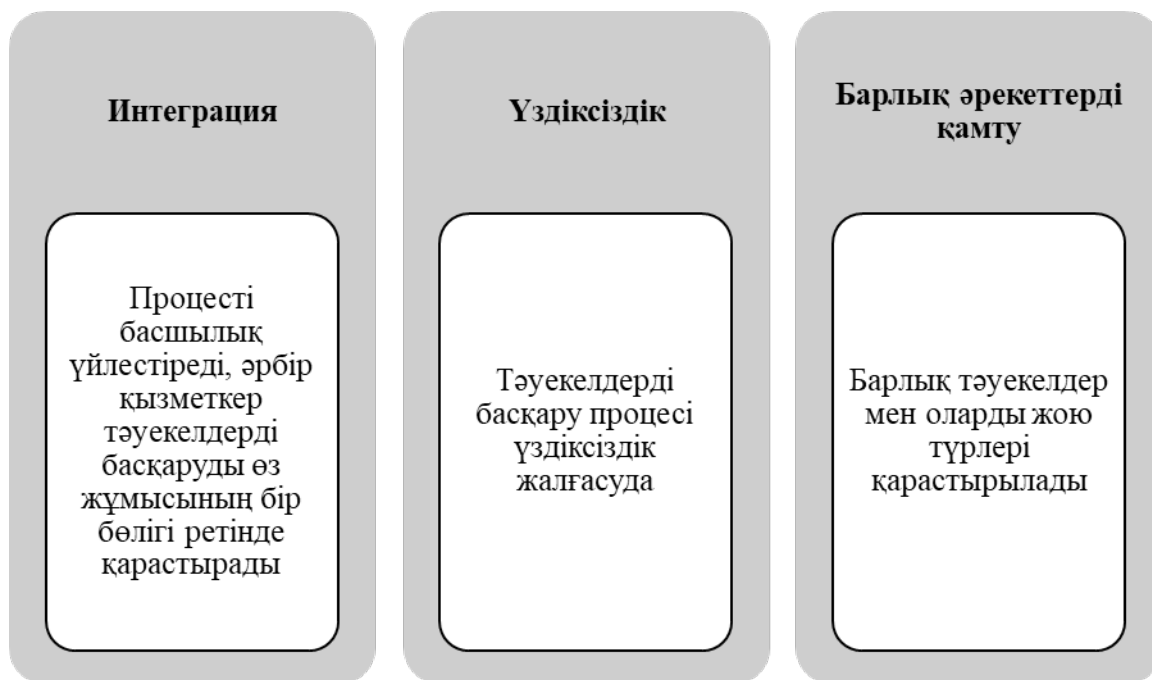 Интеграция
Процесті
басшылық
үйлестіреді, әрбір
қызметкер
тәуекелдерді
басқаруды өз
жұмысының бір
бөлігі ретінде
қарастырады
Үздіксіздік
Тәуекелдерді
басқару процесі
үздіксіздік
жалғасуда
Барлық әрекеттерді
қамту
Барлық тәуекелдер
мен оларды жою
түрлері
қарастырылады